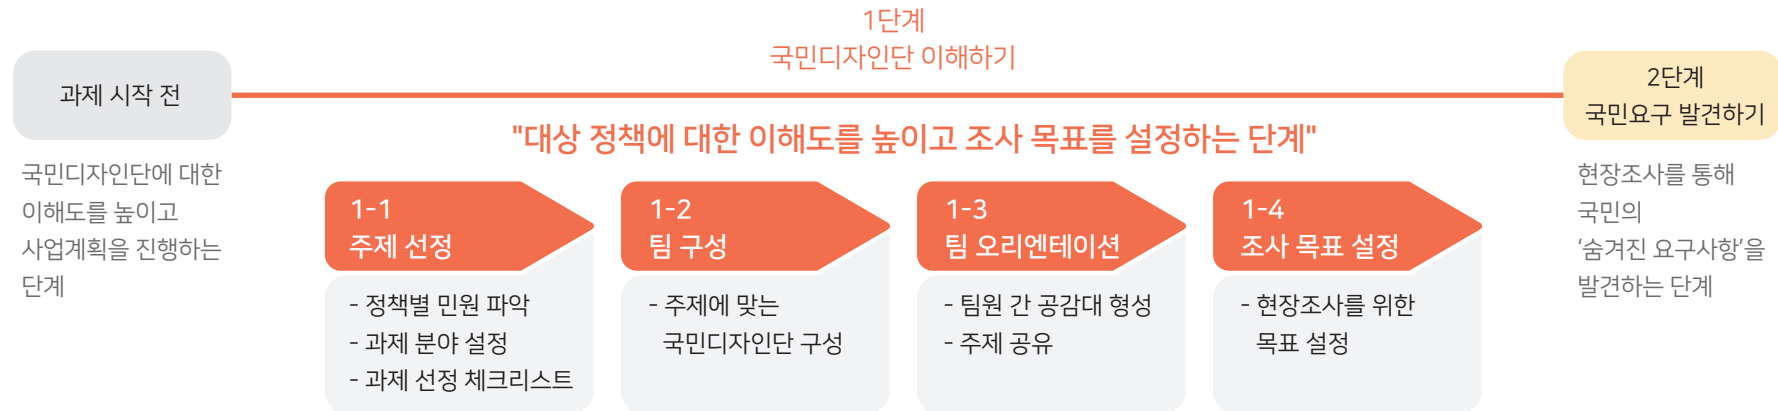 1단계
국민디자인단 이해하기
과제 시작 전
2단계
국민요구 발견하기
"대상 정책에 대한 이해도를 높이고 조사 목표를 설정하는 단계"
국민디자인단에 대한
이해도를 높이고
사업계획을 진행하는
단계
1-1
주제 선정
- 정책별 민원 파악
- 과제 분야 설정
- 과제 선정 체크리스트
1-2
팀 구성
- 주제에 맞는
국민디자인단 구성
1-3
팀 오리엔테이션
- 팀원 간 공감대 형성
- 주제 공유
1-4
조사 목표 설정
- 현장조사를 위한
목표 설정
현장조사를 통해
국민의
‘숨겨진 요구사항’을
발견하는 단계